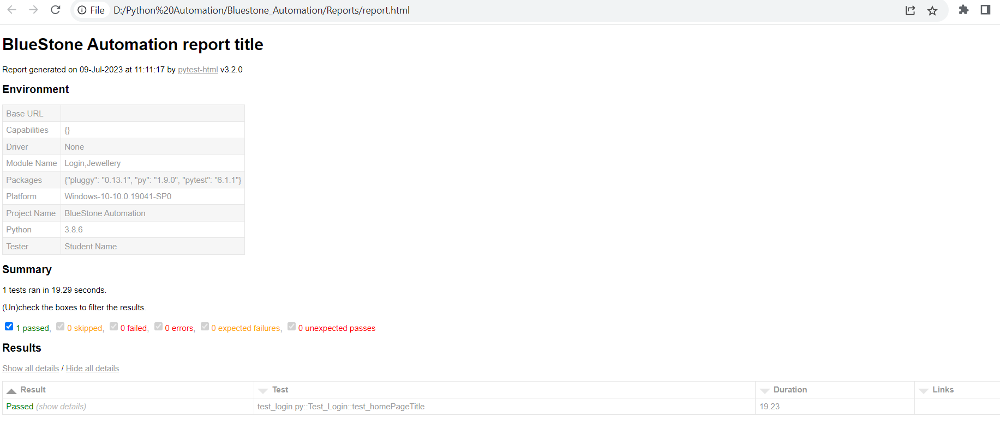 File D:/Python%20Automation/Bluestone_Automation/Reports/report.html
BlueStone Automation report title
Report generated on 09-Jul-2023 at 11:11:17 by pytest-html v3.2.0
Environment
Base URL
Capabilities {}
Driver None
Module Name Login,Jewellery
Packages {"pluggy": "0.13.1", "py": "1.9.0", "pytest": "6.1.1"}
Platform Windows-10-10.0.19041-SP0
Project Name BlueStone Automation
Python 3.8.6
Tester Student Name
Summary
1 tests ran in 19.29 seconds.
(Un)check the boxes to filter the results.
1 passed, 0 skipped, 0 failed, 0 errors, 0 expected failures, 0 unexpected passes
Results
Show all details / Hide all details
Result Test Duration Links
Passed (show details) test_login.py::Test_Login::test_homePageTitle 19.23